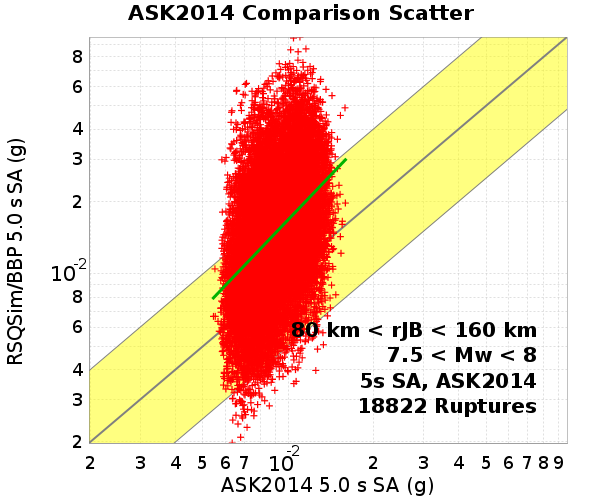 ASK2014 Comparison Scatter
RSQSim/BBP 5.0 s SA (g)
8
6
4
3
2
10-2
8
6
4
3
2
80 km < rJB < 160 km
7.5 < Mw < 8
5s SA, ASK2014
18822 Ruptures
2 3 4 5 6 7 10-2 2 3 4 5 6 7 8 9
ASK2014 5.0 s SA (g)